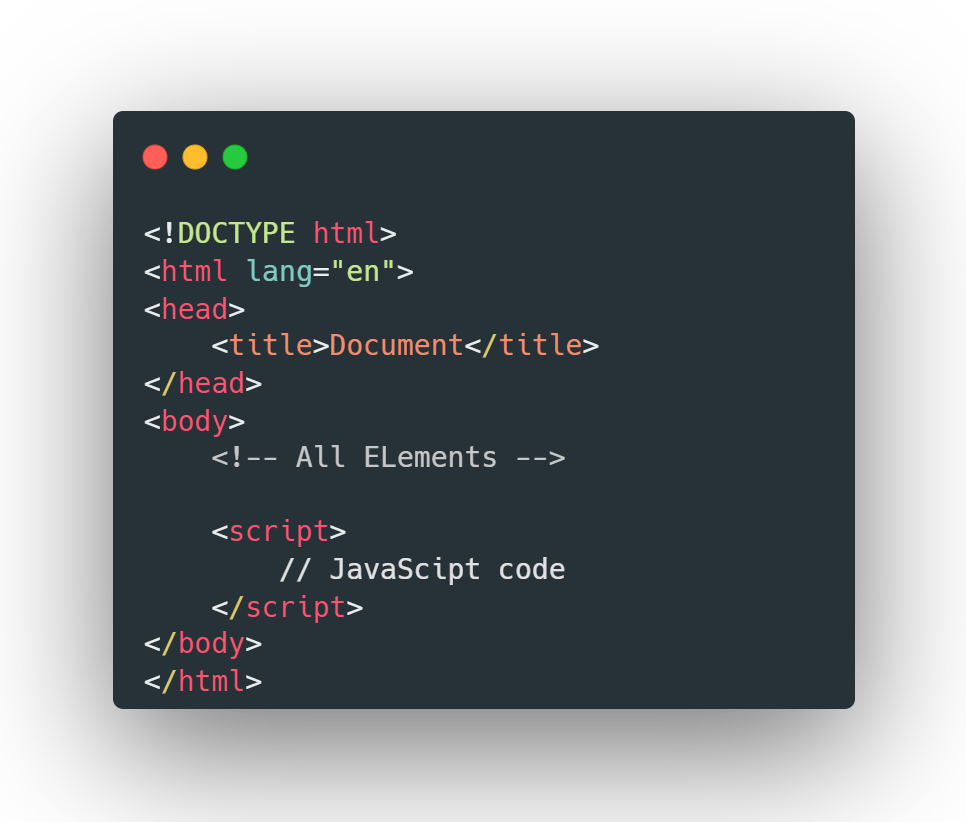 <!DOCTYPE html>
<html lang="en">
<head>
    <title>Document</title>
</head>
<body>
    <!-- All ELements -->

    <script>
        // JavaScipt code
    </script>
</body>
</html>